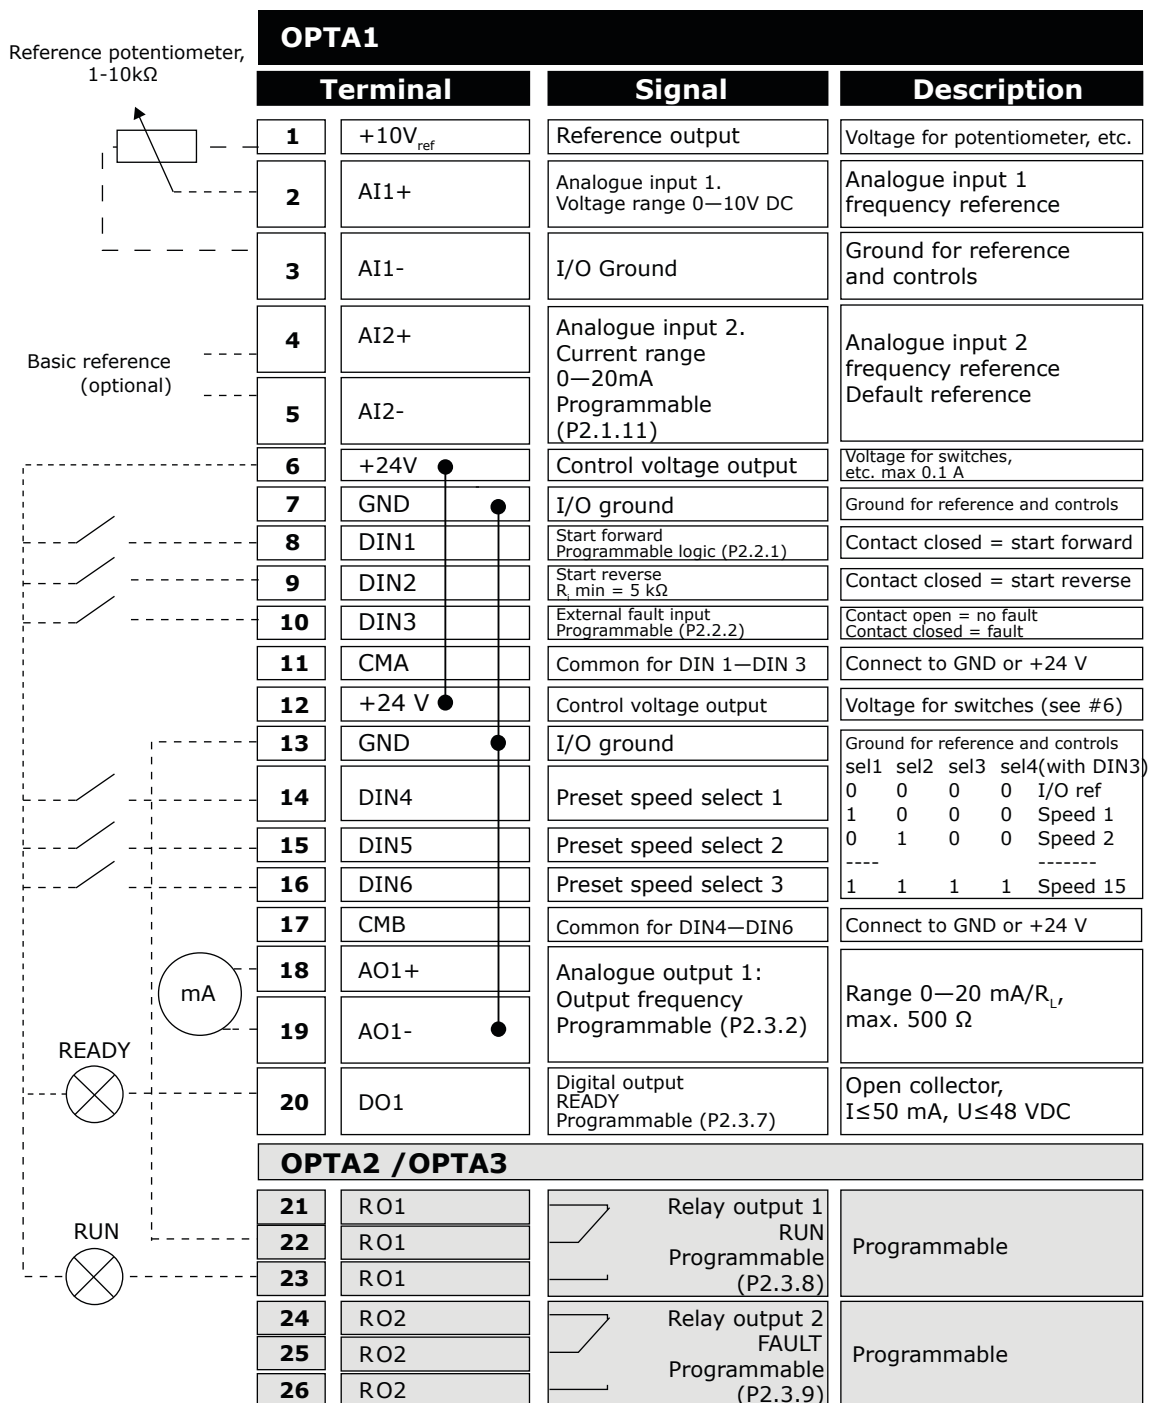 OPTA1
Reference potentiometer,
1-10kΩ
Terminal Signal Description
1 +10Vref Reference output Voltage for potentiometer, etc.
2 AI1+ Analogue input 1.
Voltage range 0—10V DC
Analogue input 1
frequency reference
3 AI1- I/O Ground
Ground for reference
and controls
Basic reference
(optional)
4 AI2+
5 AI2-
Analogue input 2.
Current range
0—20mA
Programmable
(P2.1.11)
Analogue input 2
frequency reference
Default reference
6 +24V Control voltage output
Voltage for switches,
etc. max 0.1 A
7 GND I/O ground Ground for reference and controls
8 DIN1
Start forward
Programmable logic (P2.2.1)
Contact closed = start forward
9 DIN2
Start reverse
Ri min = 5 kΩ
Contact closed = start reverse
10 DIN3
External fault input
Programmable (P2.2.2)
Contact open = no fault
Contact closed = fault
11 CMA Common for DIN 1—DIN 3 Connect to GND or +24 V
12 +24 V Control voltage output Voltage for switches (see #6)
13 GND I/O ground
14 DIN4 Preset speed select 1
15 DIN5 Preset speed select 2
16 DIN6 Preset speed select 3
Ground for reference and controls
sel1 sel2 sel3 sel4(with DIN3)
0 0 0 0 I/O ref
1 0 0 0 Speed 1
0 1 0 0 Speed 2
---- -------
1 1 1 1 Speed 15
17 CMB Common for DIN4—DIN6 Connect to GND or +24 V
mA
18 AO1+
19 AO1-
Analogue output 1:
Output frequency
Programmable (P2.3.2)
Range 0—20 mA/RL,
max. 500 Ω
READY
20 DO1
Digital output
READY
Programmable (P2.3.7)
Open collector,
I≤50 mA, U≤48 VDC
OPTA2 /OPTA3
RUN
21 RO1
22 RO1
23 RO1
Relay output 1
RUN
Programmable
(P2.3.8)
Programmable
24 RO2
25 RO2
26 RO2
Relay output 2
FAULT
Programmable
(P2.3.9)
Programmable